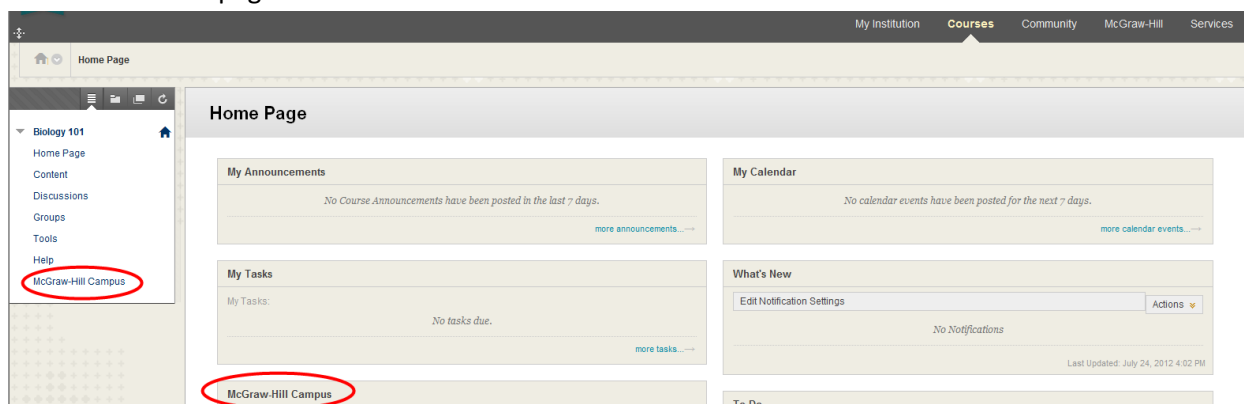 My Institution Courses Community McGraw-Hill Services
Home Page
Home Page
Biology 101
Home Page
Content
Discussions
Groups
Tools
Help
McGraw-Hill Campus
My Announcements
No Course Announcements have been posted in the last 7 days.
more announcements...→
My Tasks
My Tasks:
No tasks due.
more tasks...→
McGraw-Hill Campus
My Calendar
No calendar events have been posted for the next 7 days.
more calendar events...→
What's New
Edit Notification Settings
Actions
No Notifications
Last Updated: July 24, 2012 4:02 PM
To Do